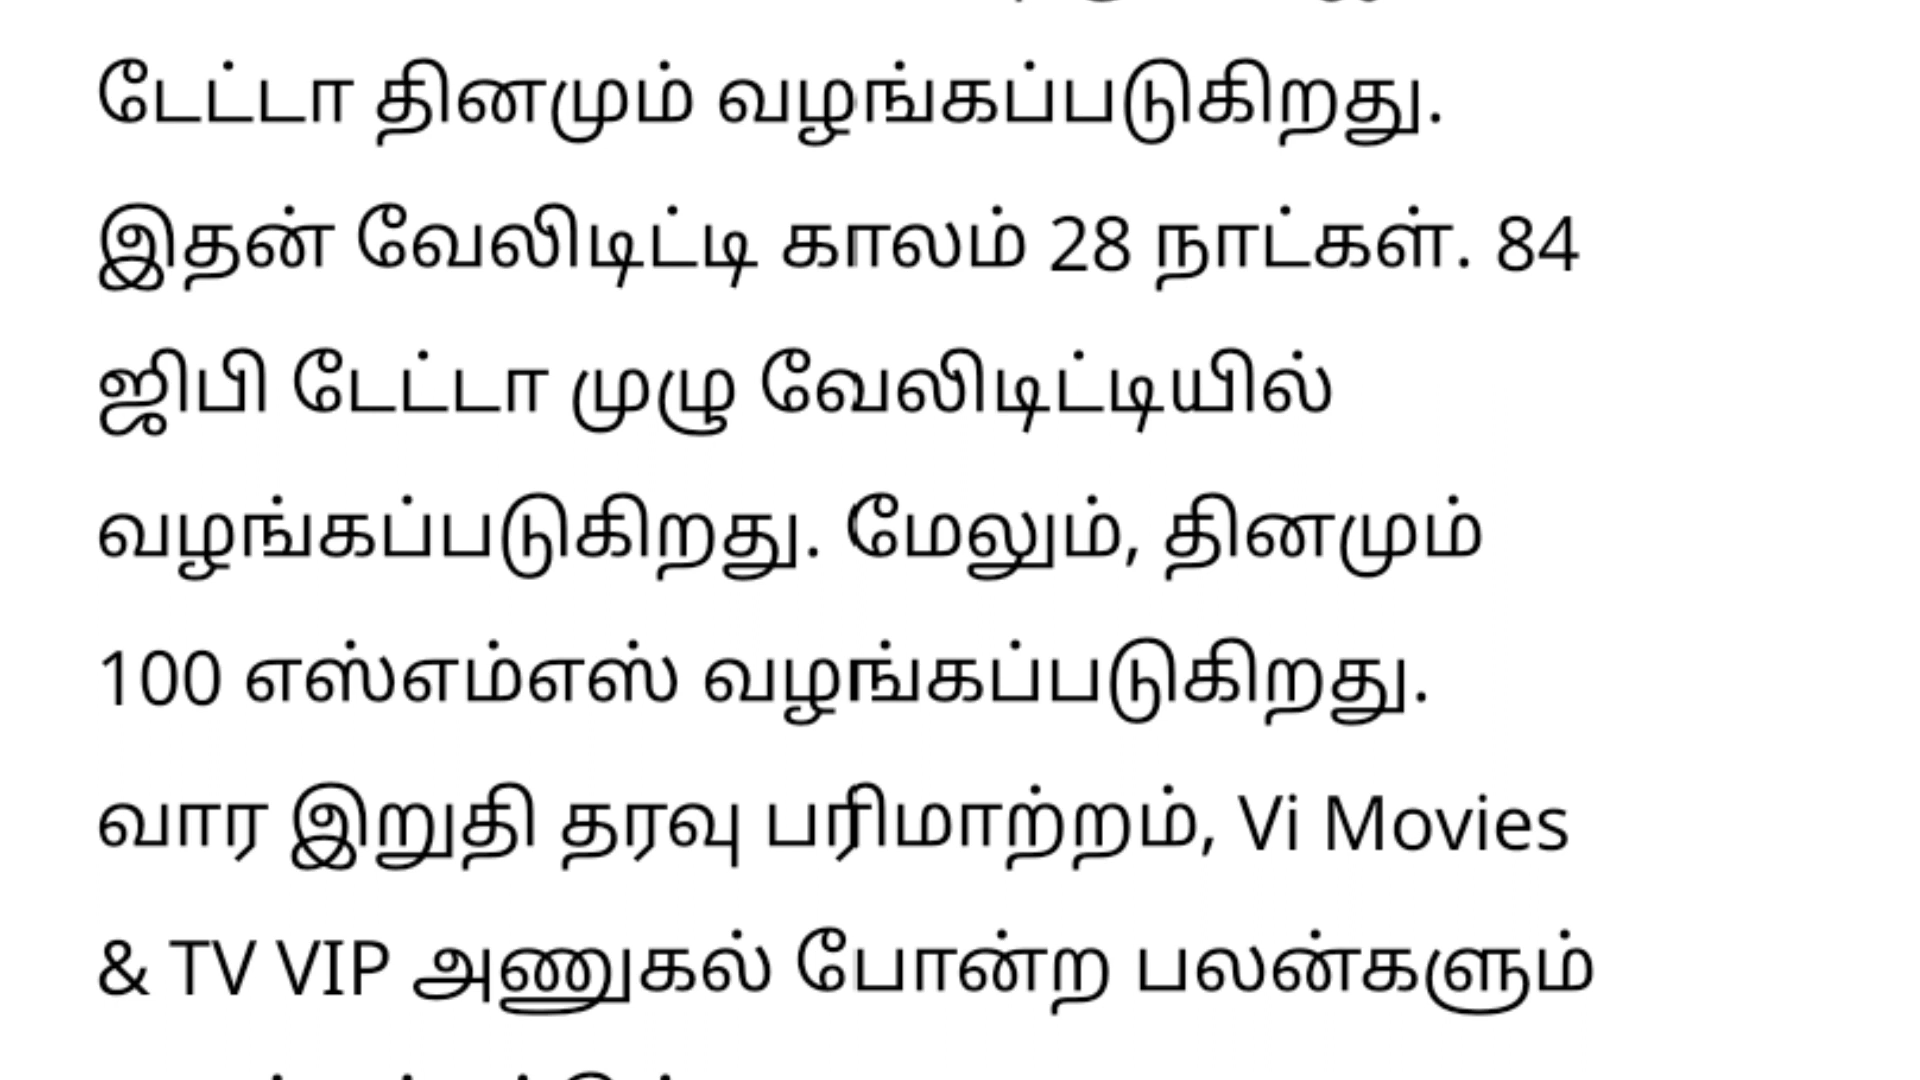 டேட்டா தினமும் வழங்கப்படுகிறது.
இதன் வேலிடிட்டி காலம் 28 நாட்கள். 84
ஜிபி டேட்டா முழு வேலிடிட்டியில்
வழங்கப்படுகிறது. மேலும், தினமும்
100 எஸ்எம்எஸ் வழங்கப்படுகிறது.
வார இறுதி தரவு பரிமாற்றம், Vi Movies
& TV VIP அணுகல் போன்ற பலன்களும்